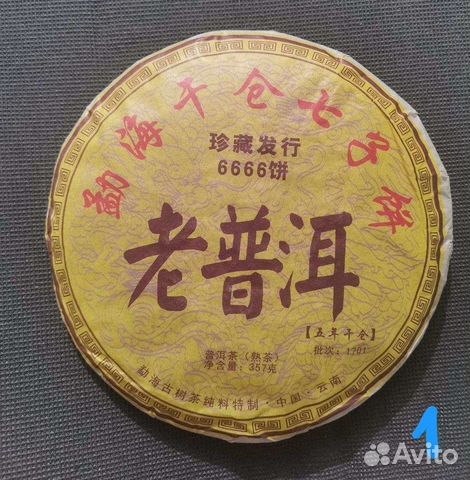 勐海干仓七子饼
珍藏发行
6666饼
老普洱
【五年干仓】
批次：1701
普洱茶（熟茶）
净含量：357克
勐海古树茶纯料特制·中国·云南
1
Avito